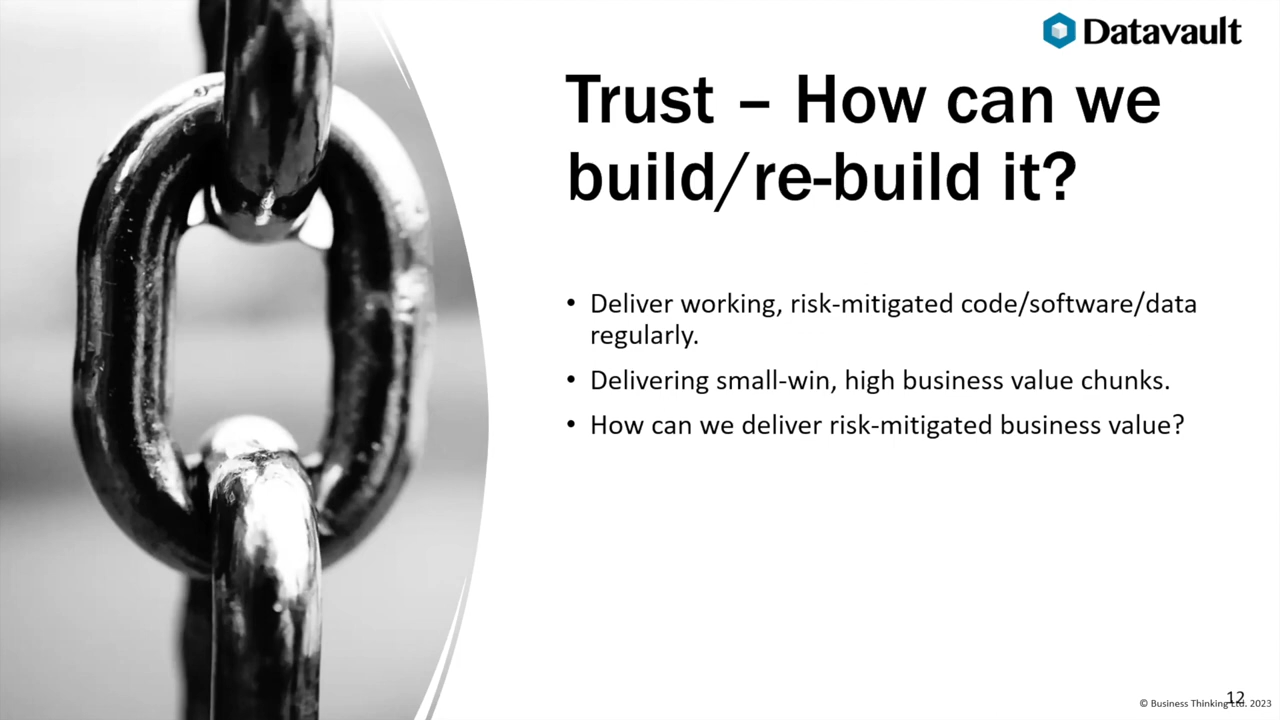 Datavault
Trust – How can we
build/re-build it?
• Deliver working, risk-mitigated code/software/data
regularly.
• Delivering small-win, high business value chunks.
• How can we deliver risk-mitigated business value?
12
© Business Thinking Ltd. 2023